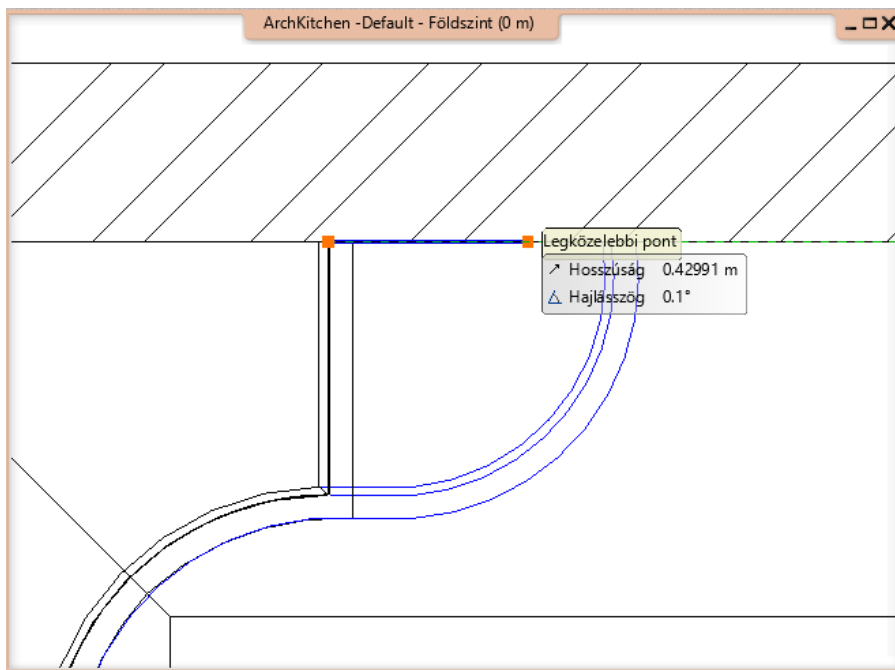 ArchKitchen -Default - Földszint (0 m)
Legközelebbi pont
Hosszúság 0.42991 m
Hajlásszög 0.1°